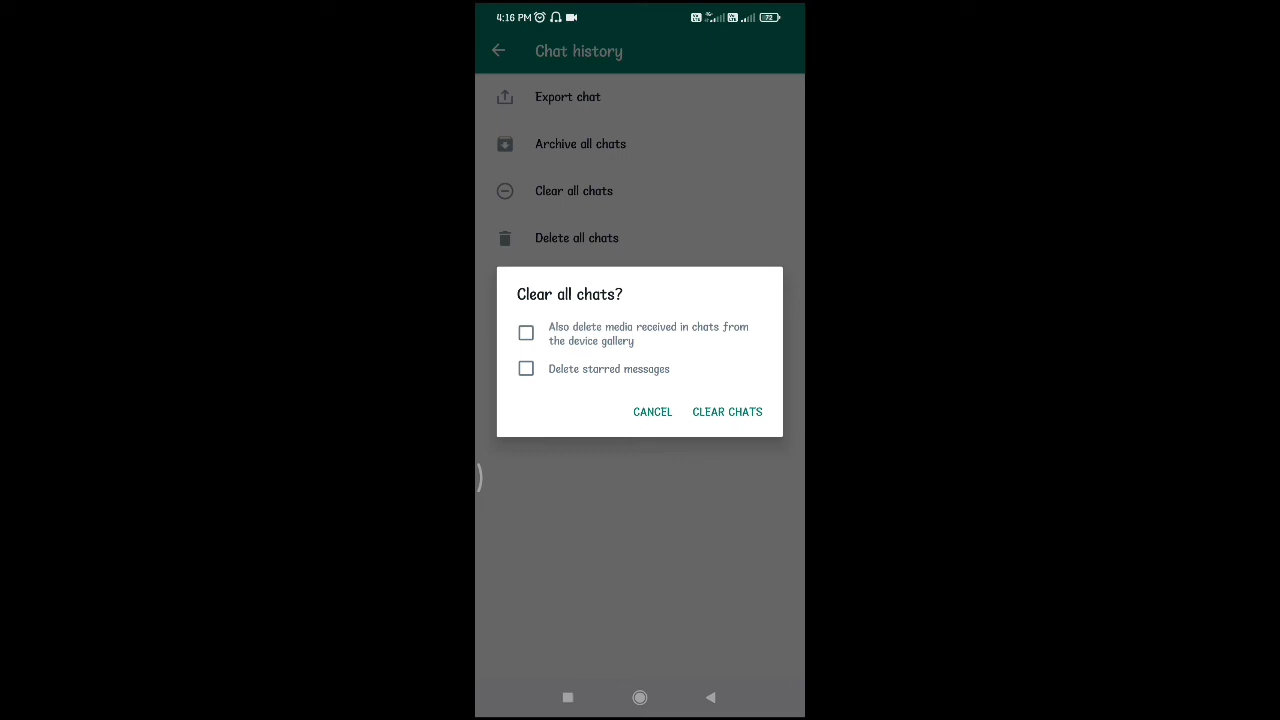 4:16 PM
73
Chat history
Export chat
Archive all chats
Clear all chats
Delete all chats
Clear all chats?
Also delete media received in chats from
the device gallery
Delete starred messages
CANCEL CLEAR CHATS